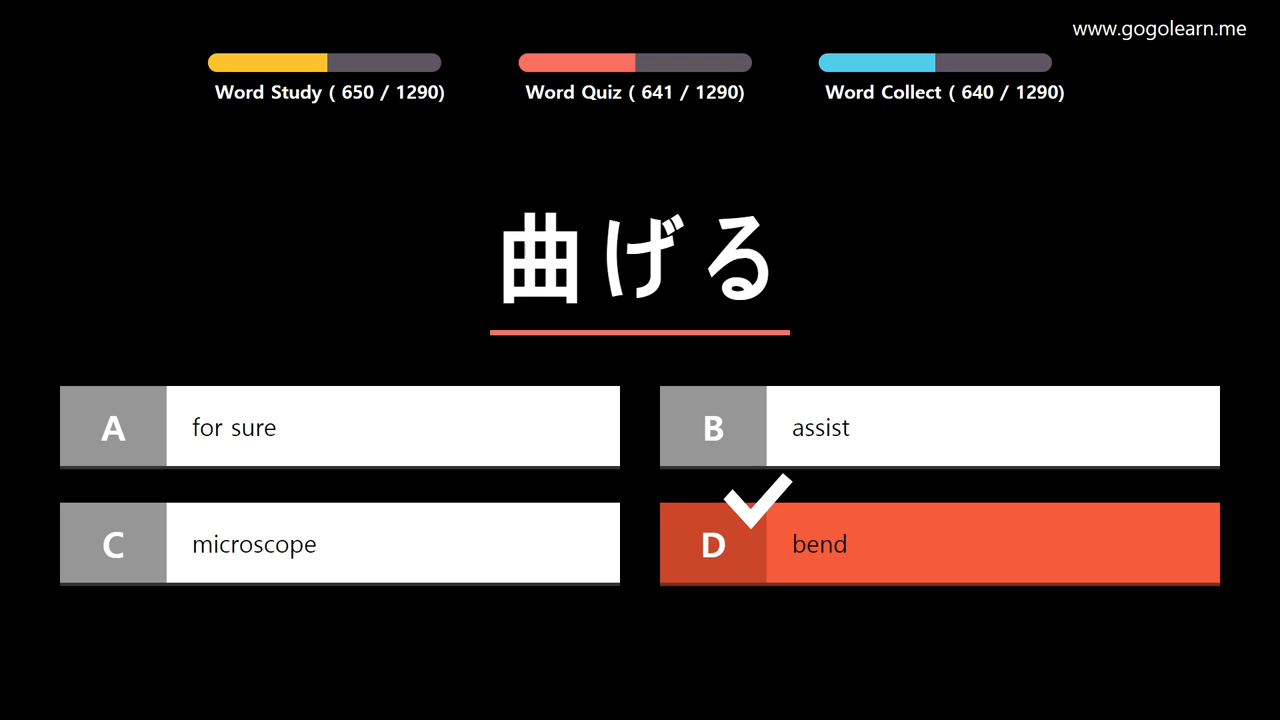 www.gogolearn.me
Word Study ( 650 / 1290)
Word Quiz ( 641 / 1290)
Word Collect ( 640 / 1290)
曲げる
A for sure
B assist
C microscope
D bend